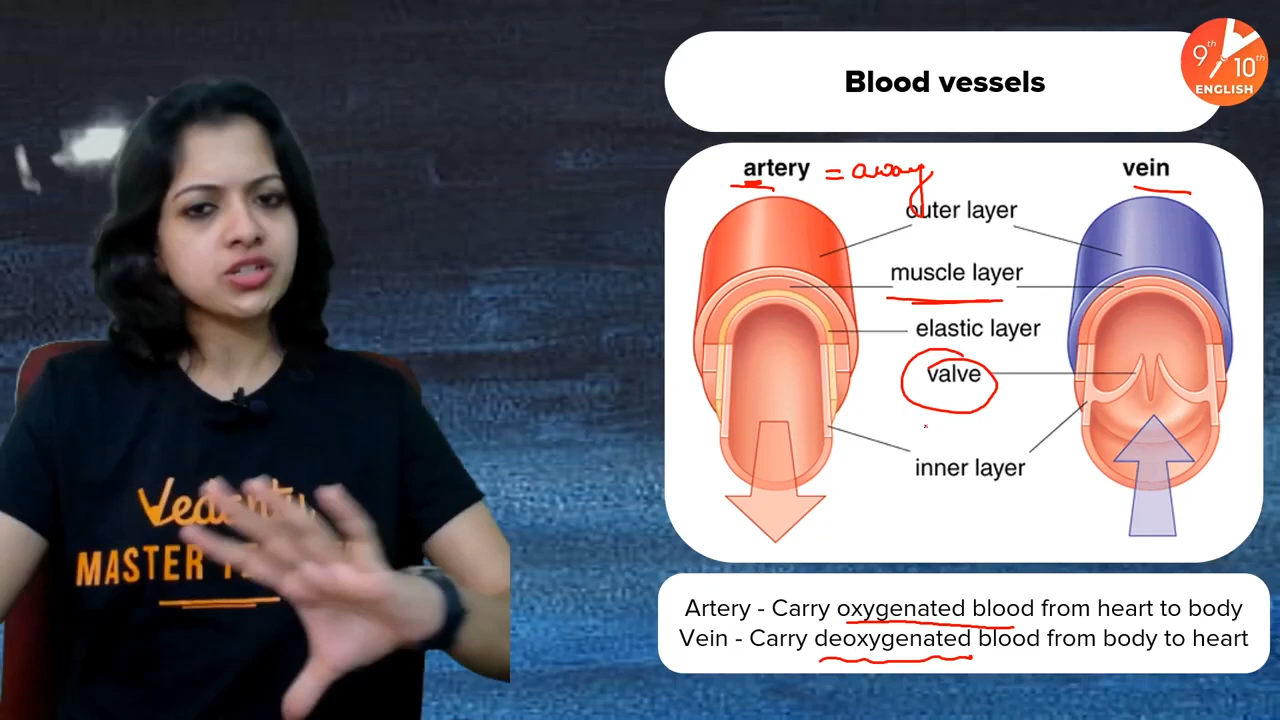 9th
10th
ENGLISH
Blood vessels
artery = away
vein
outer layer
muscle layer
elastic layer
valve
inner layer
Vedantu
MASTER
Artery - Carry oxygenated blood from heart to body
Vein - Carry deoxygenated blood from body to heart